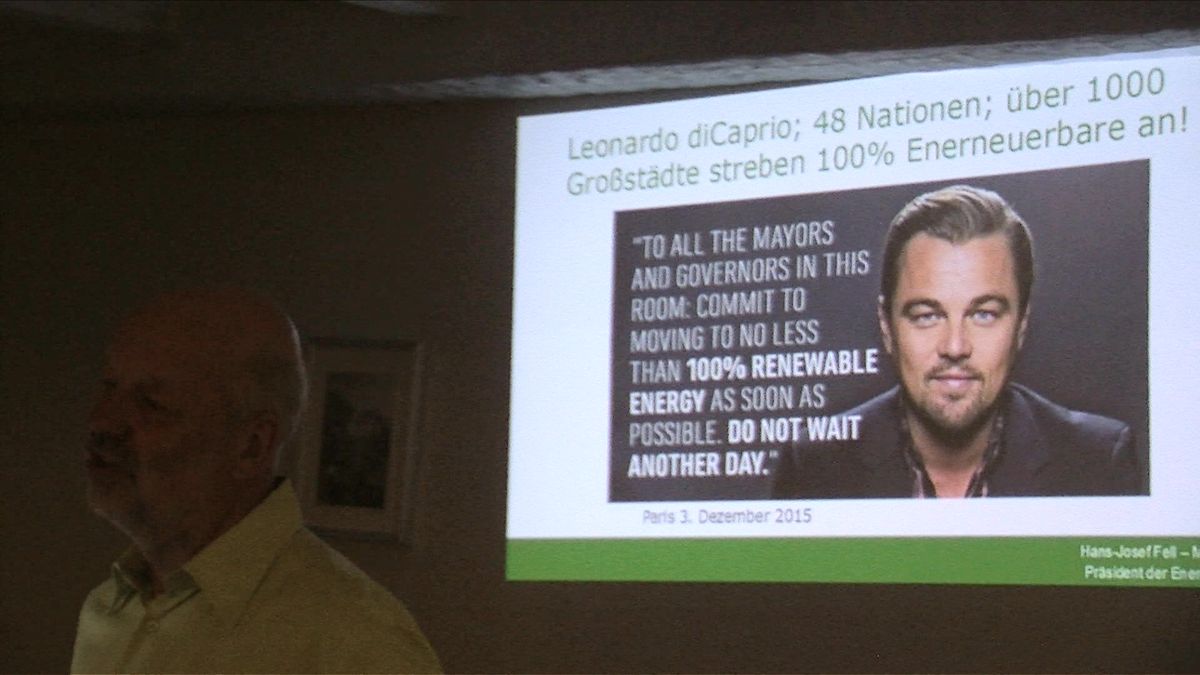 Leonardo diCaprio; 48 Nationen; über 1000
Großstädte streben 100% Enerneuerbare an!
"TO ALL THE MAYORS
AND GOVERNORS IN THIS
ROOM: COMMIT TO
MOVING TO NO LESS
THAN 100% RENEWABLE
ENERGY AS SOON AS
POSSIBLE. DO NOT WAIT
ANOTHER DAY."
Paris 3. Dezember 2015
Hans-Josef Fell –
Präsident der